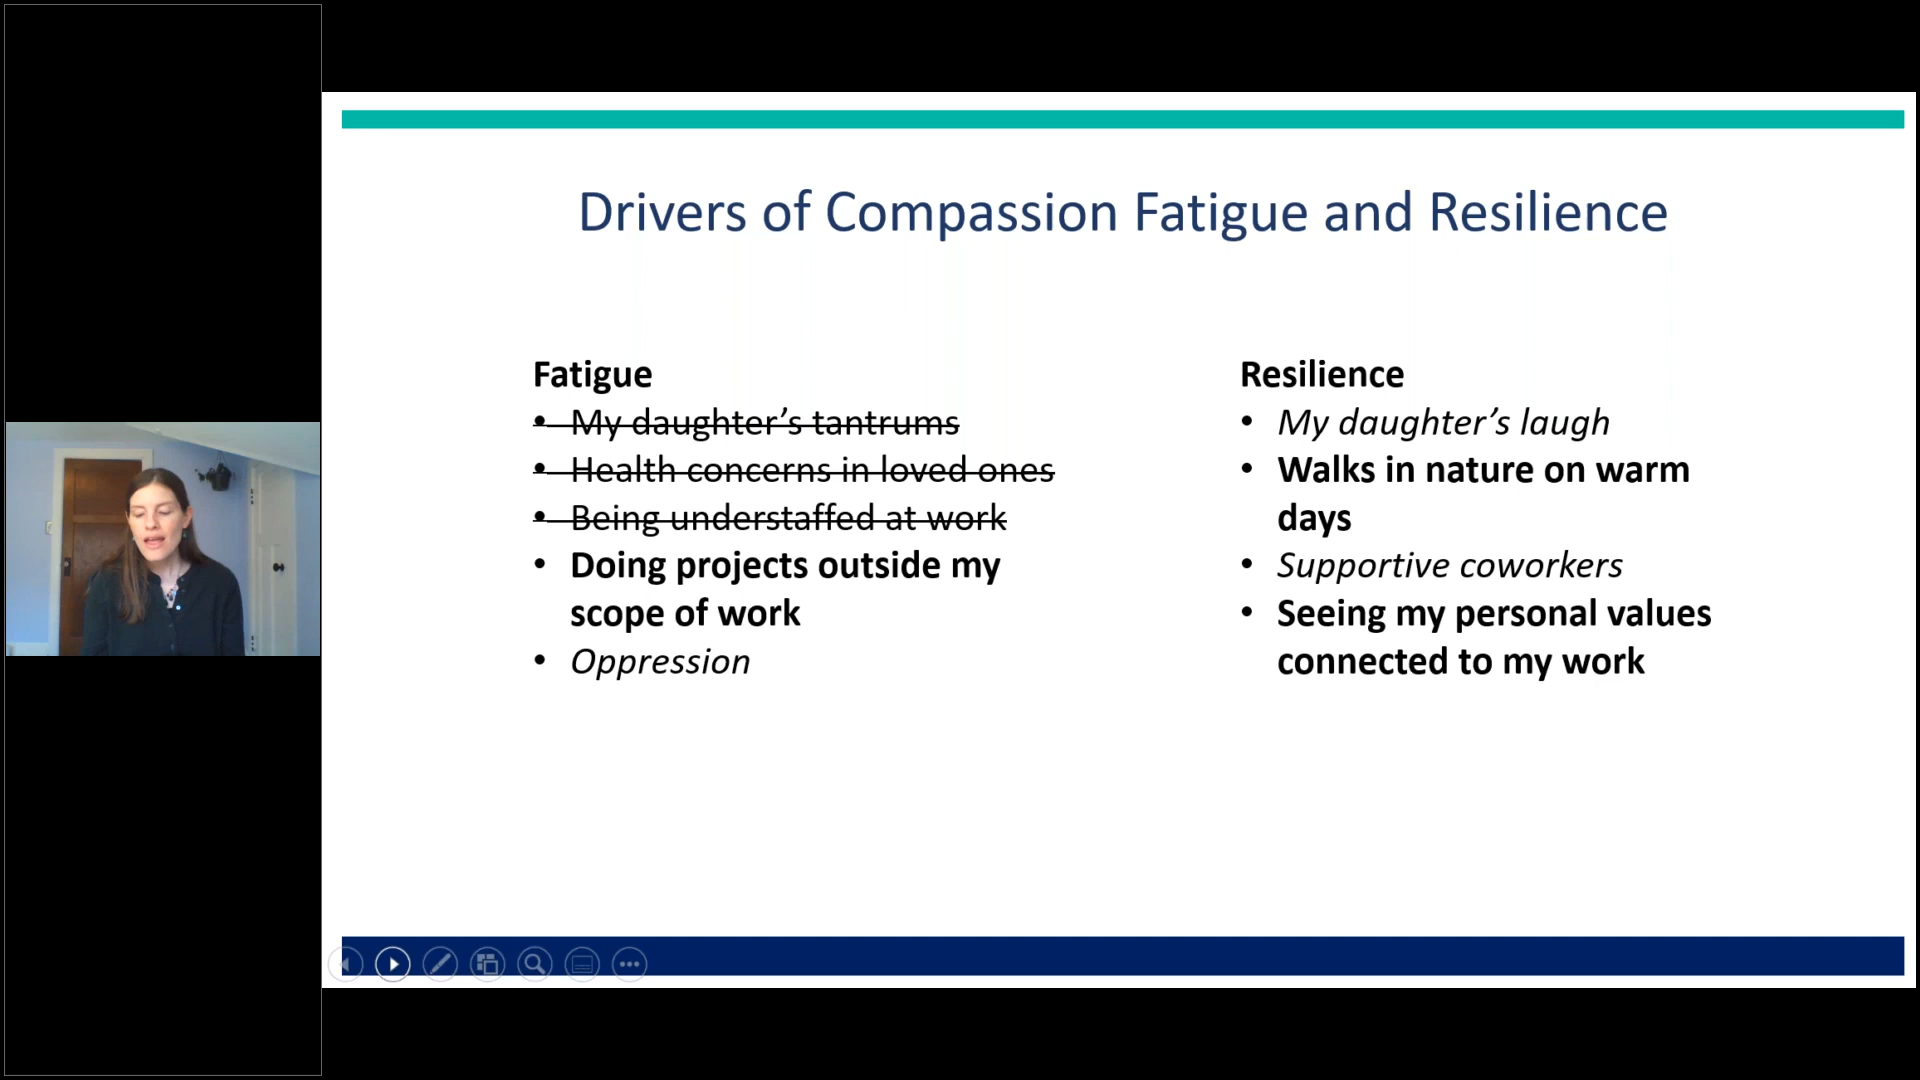 Drivers of Compassion Fatigue and Resilience
Fatigue
• My daughter’s tantrums
• Health concerns in loved ones
• Being understaffed at work
• Doing projects outside my
scope of work
• Oppression
Resilience
• My daughter’s laugh
• Walks in nature on warm
days
• Supportive coworkers
• Seeing my personal values
connected to my work